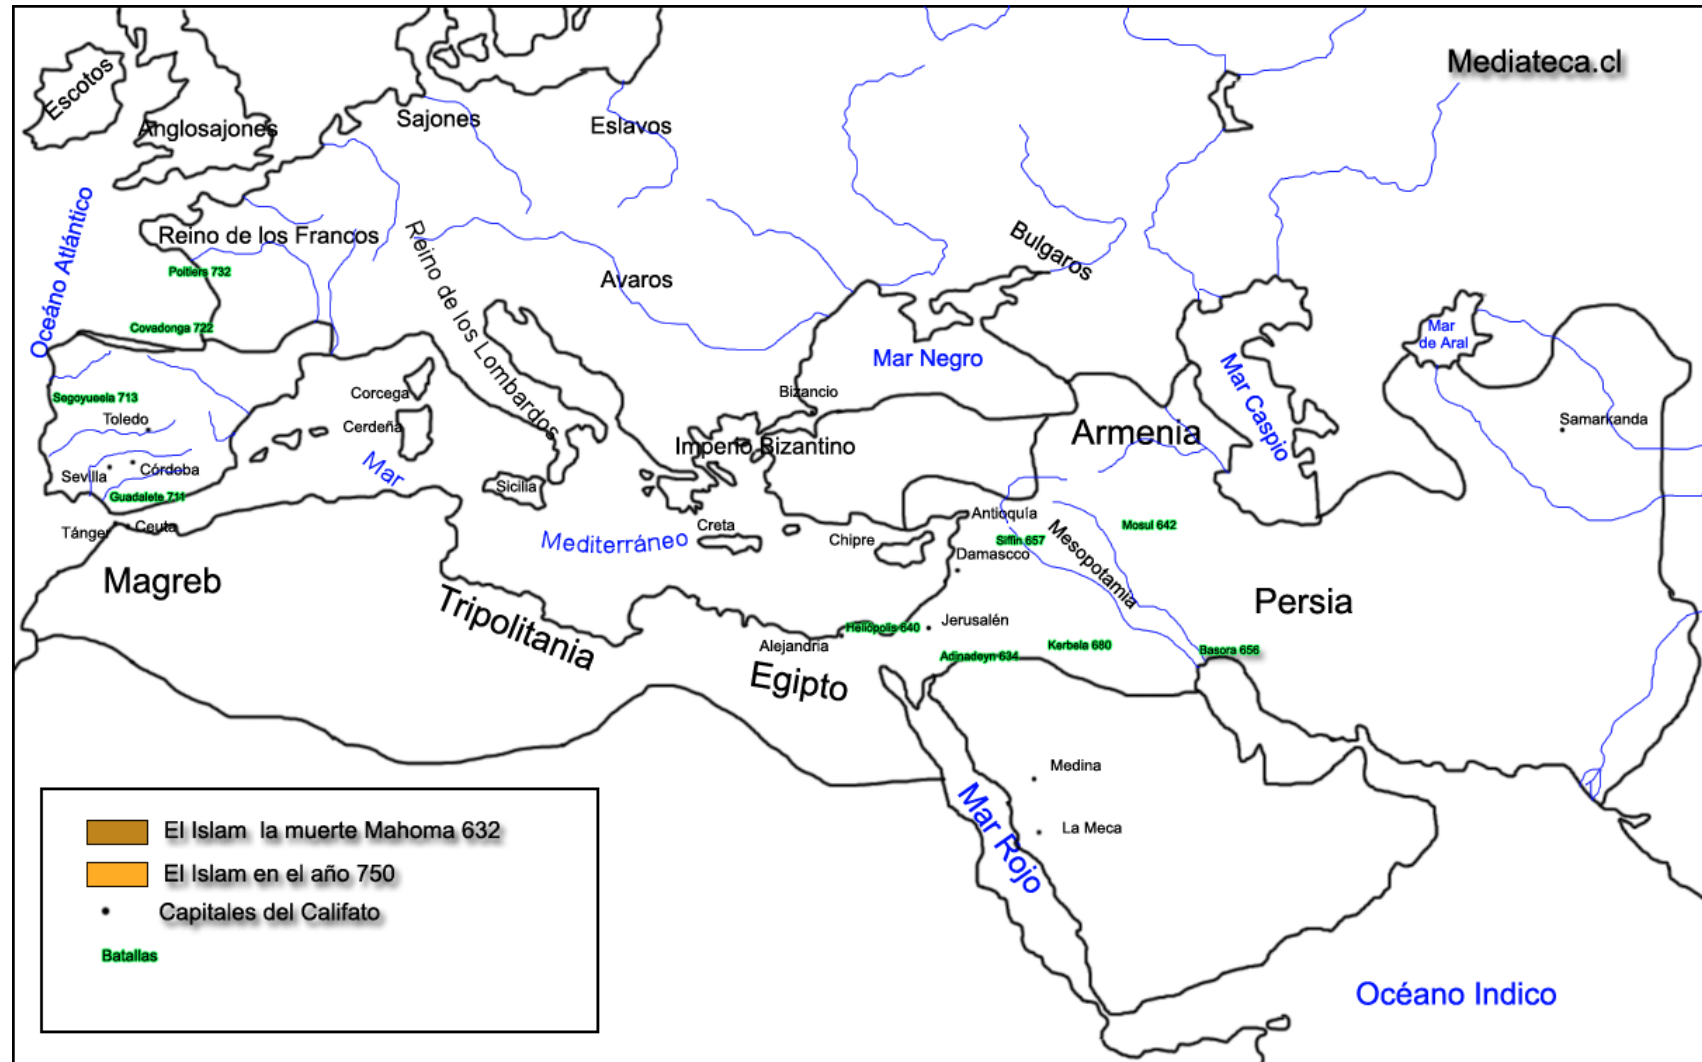 Mediateca.cl
Escotos
Anglosajones
Sajones
Eslavos
Océano Atlántico
Reino de los Francos
Reino de los Lombardos
Bulgaros
Poitiers 732
Avaros
Covadonga 722
Mar Negro
Mar
de Aral
Mar Caspio
Segoyueela 713
Toledo
Corcega
Cerdeña
Bizancio
Imperio Bizantino
Armenia
Samarkanda
Sevilla
Córdoba
Mar
Sicilia
Guadalete 711
Tánger
Ceuta
Mediterráneo
Creta
Chipre
Antioquía
Siffin 657
Damascco
Mesopotamia
Mosul 642
Magreb
Tripolitania
Persia
Heliópolis 640
Jerusalén
Alejandria
Adinadeyn 634
Kerbela 680
Basora 656
Egipto
Medina
La Meca
Mar Rojo
El Islam la muerte Mahoma 632
El Islam en el año 750
Capitales del Califato
Batallas
Océano Indico